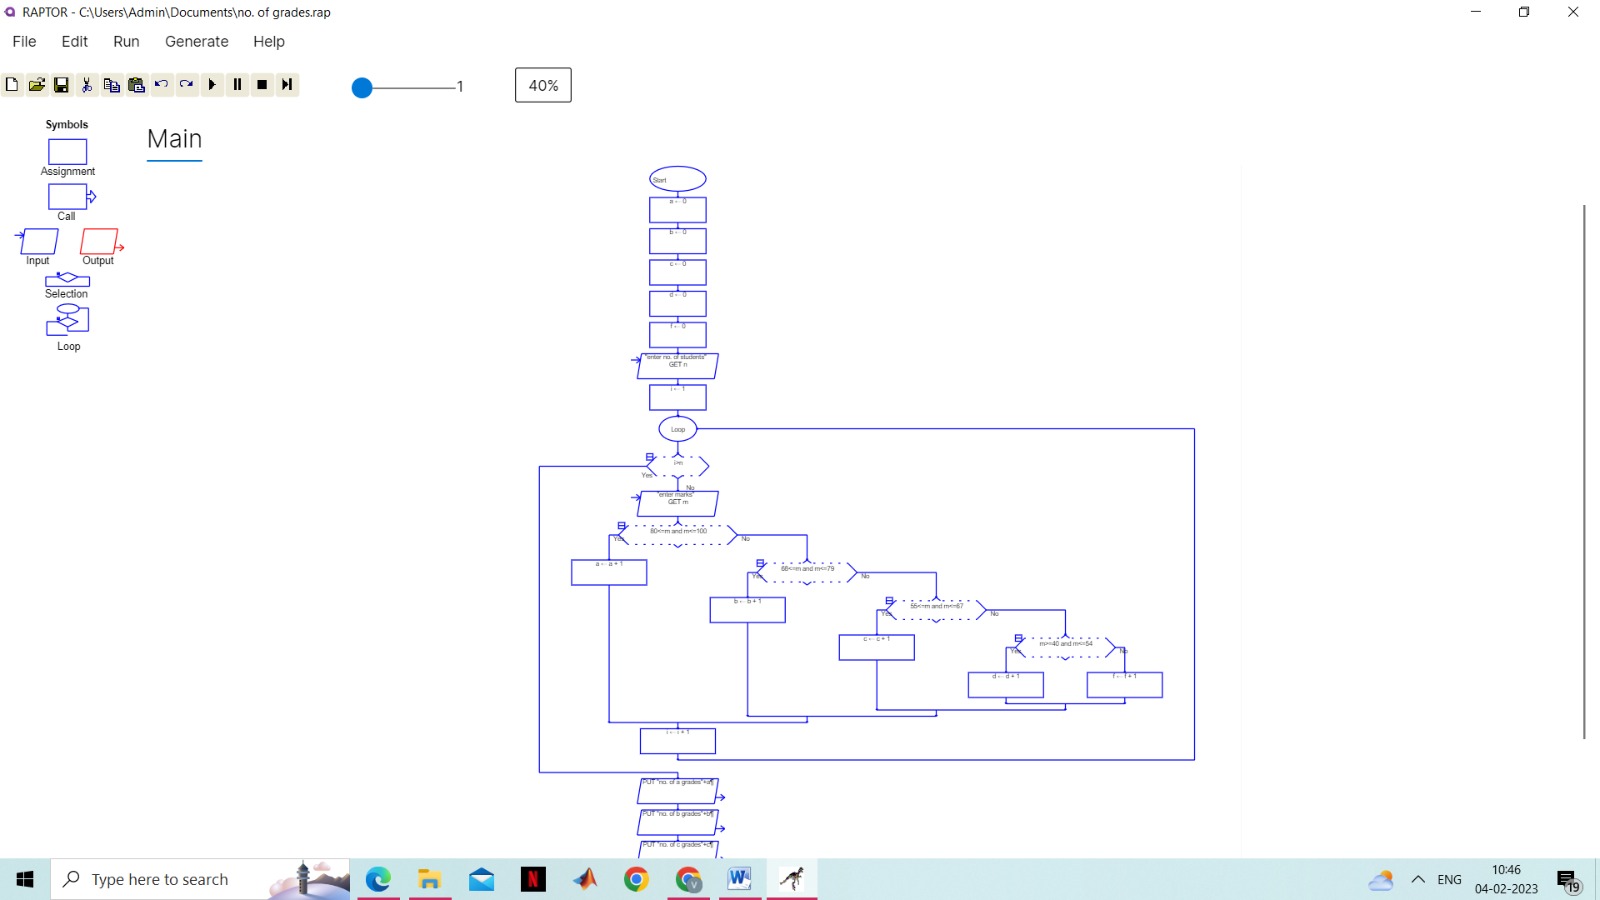 RAPTOR - C:\Users\Admin\Documents\no. of grades.rap
File Edit Run Generate Help
1
40%
Symbols
Assignment
Call
Input Output
Selection
Loop
Main
Start
a ← 0
b ← 0
c ← 0
d ← 0
f ← 0
"enter no. of students"
GET n
i ← 1
Loop
i>n
Yes
No
"enter marks"
GET m
80<=m and m<=100
Yes
No
a ← a + 1
68<=m and m<=79
Yes
No
b ← b + 1
55<=m and m<=67
Yes
No
c ← c + 1
m>=40 and m<=54
Yes
No
d ← d + 1
f ← f + 1
i ← i + 1
PUT "no. of a grades"+a¶
PUT "no. of b grades"+b¶
PUT "no. of c grades"+c¶
Type here to search
N
V
W
ENG
10:46
04-02-2023
19